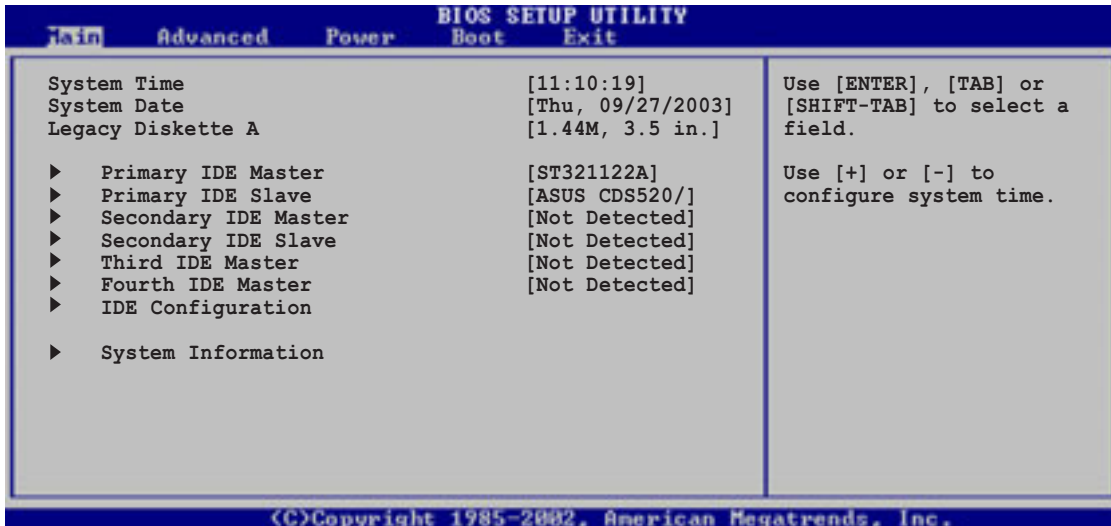 BIOS SETUP UTILITY
Main Advanced Power Boot Exit
System Time [11:10:19]
System Date [Thu, 09/27/2003]
Legacy Diskette A [1.44M, 3.5 in.]
Primary IDE Master [ST321122A]
Primary IDE Slave [ASUS CDS520/]
Secondary IDE Master [Not Detected]
Secondary IDE Slave [Not Detected]
Third IDE Master [Not Detected]
Fourth IDE Master [Not Detected]
IDE Configuration
System Information
Use [ENTER], [TAB] or
[SHIFT-TAB] to select a
field.
Use [+] or [-] to
configure system time.
(C)Copyright 1985-2002, American Megatrends, Inc.